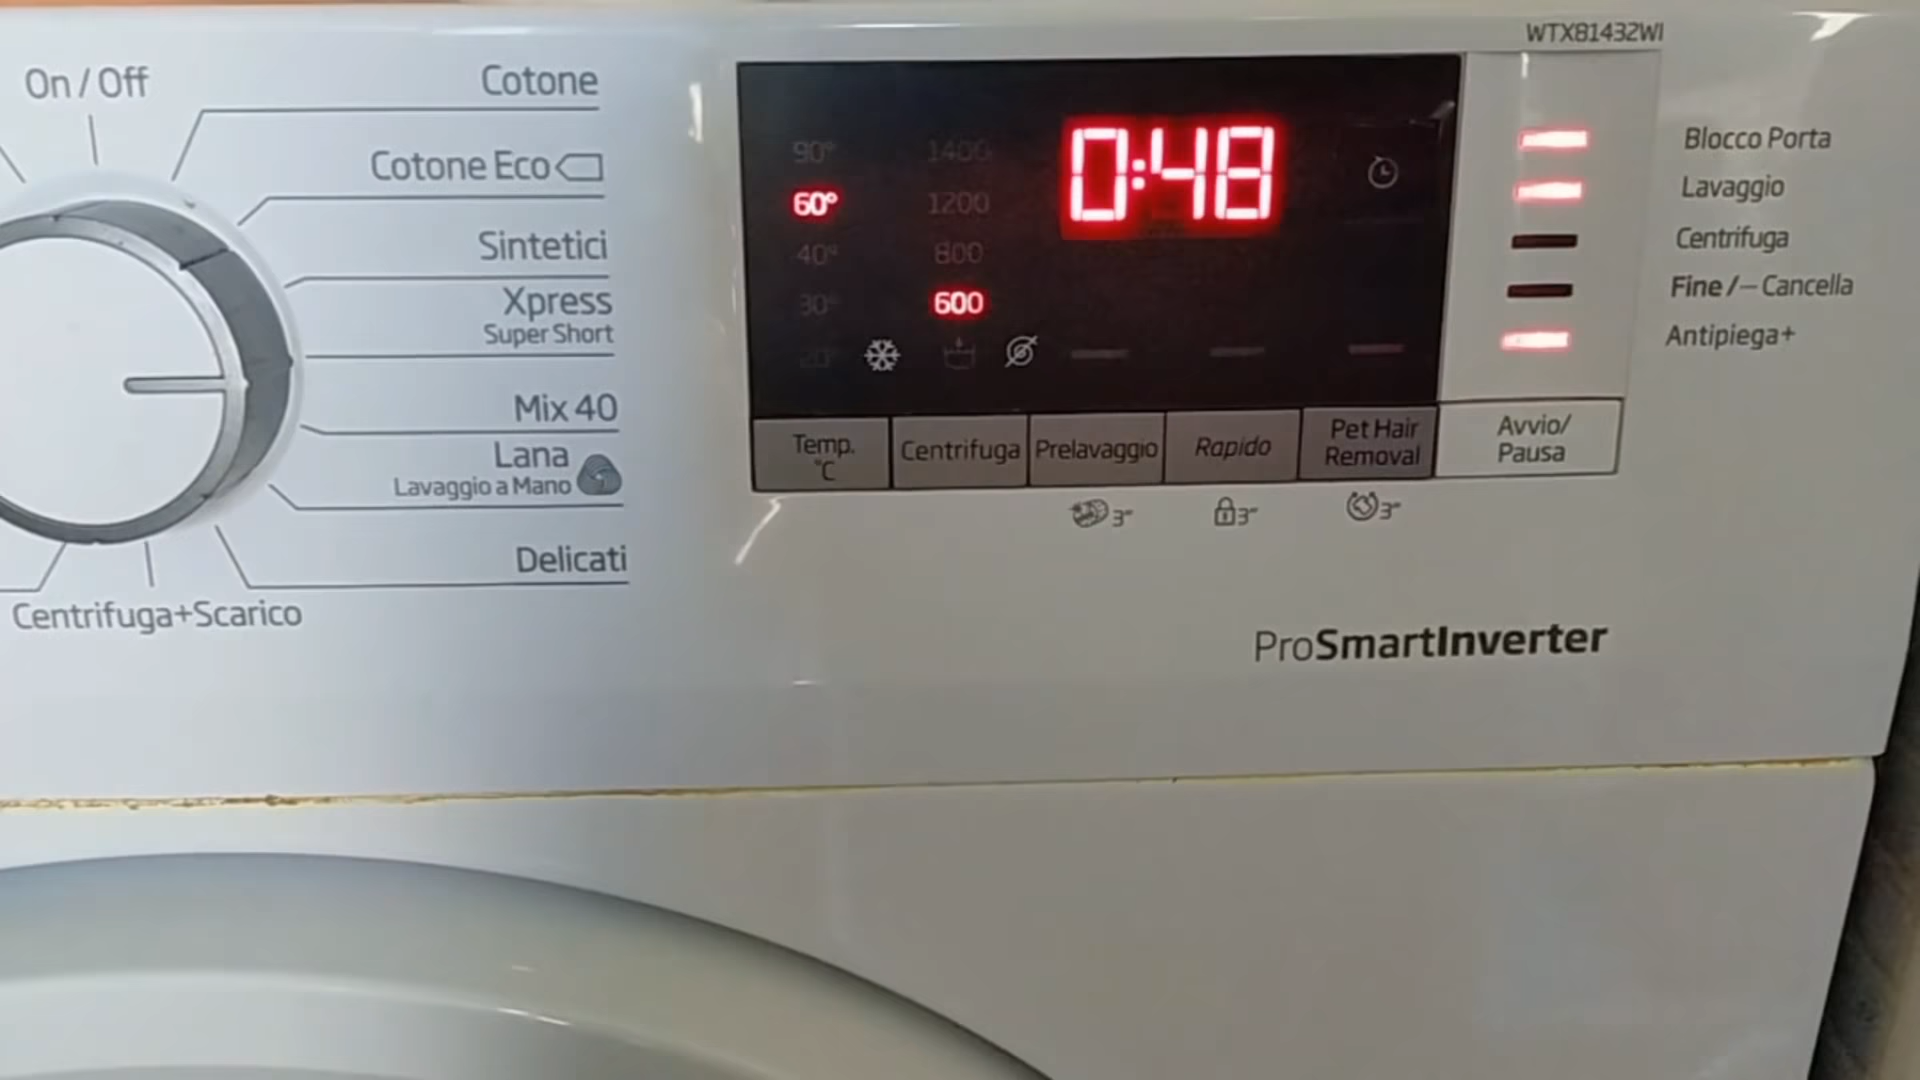 On / Off
Cotone
Cotone Eco
Sintetici
Xpress
Super Short
Mix 40
Lana
Lavaggio a Mano
Delicati
Centrifuga+Scarico
WTX81432WI
90° 1400
60° 1200
40° 800
30° 600
20°
0:48
Blocco Porta
Lavaggio
Centrifuga
Fine /– Cancella
Antipiega+
Temp.
°C
Centrifuga
Prelavaggio
Rapido
Pet Hair
Removal
Avvio/
Pausa
3"
3"
3"
ProSmartInverter